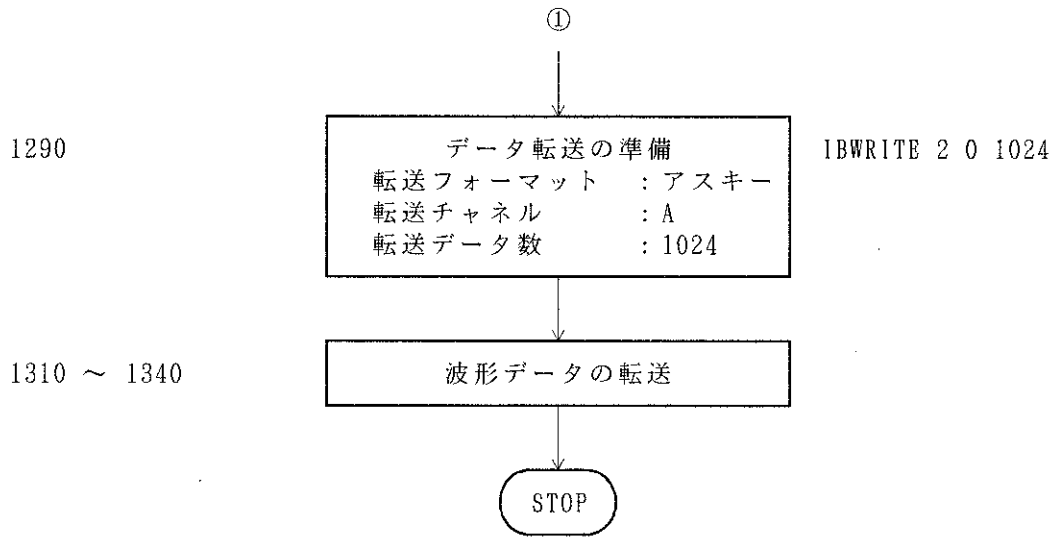 ①
1290 データ転送の準備 IBWRITE 2 0 1024
転送フォーマット : アスキー
転送チャネル : A
転送データ数 : 1024
1310 ～ 1340 波形データの転送
STOP